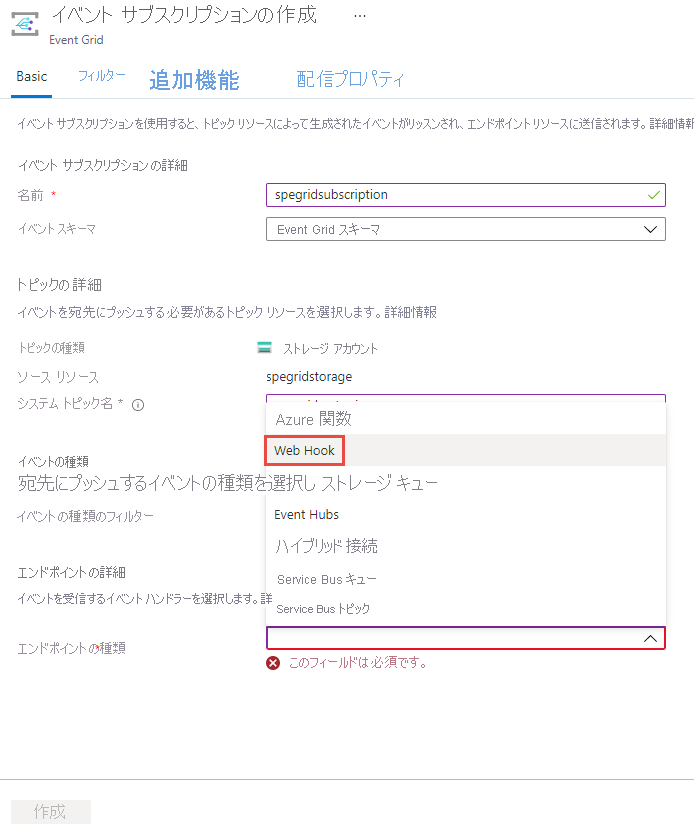 イベント サブスクリプションの作成 …
Event Grid
Basic フィルター 追加機能 配信プロパティ
イベント サブスクリプションを使用すると、トピック リソースによって生成されたイベントがリッスンされ、エンドポイント リソースに送信されます。詳細情報
イベント サブスクリプションの詳細
名前 * spegridsubscription
イベント スキーマ Event Grid スキーマ
トピックの詳細
イベントを宛先にプッシュする必要があるトピック リソースを選択します。詳細情報
トピックの種類 ストレージ アカウント
ソース リソース spegridstorage
システム トピック名 *
Azure 関数
Web Hook
イベントの種類
宛先にプッシュするイベントの種類を選択し ストレージ キュー
イベントの種類のフィルター Event Hubs
ハイブリッド接続
エンドポイントの詳細
Service Bus キュー
イベントを受信するイベント ハンドラーを選択します。詳
Service Bus トピック
エンドポイントの種類 *
このフィールドは必須です。
作成